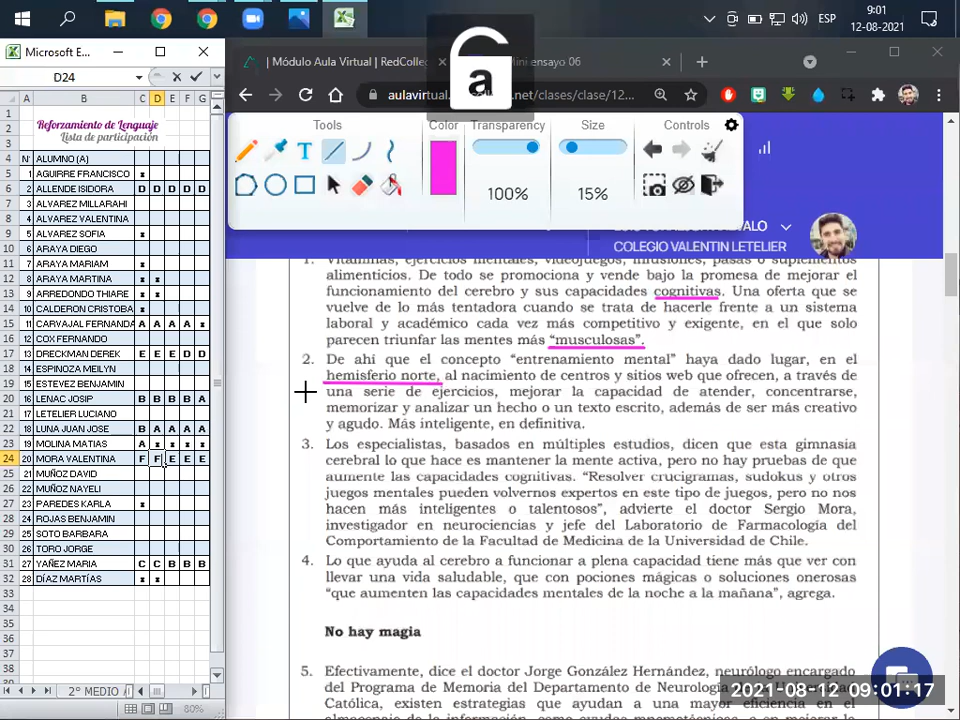 9:01
ESP
12-08-2021
Microsoft E...
D24
| Módulo Aula Virtual | RedCole
ini ensayo 06
a
aulavirtual.
.net/clases/clase/12...
Tools
Color
Transparency
Size
Controls
T
100%
15%
COLEGIO VALENTIN LETELIER
A B C D E F G
Reforzamiento de Lenguaje
Lista de participación
N° ALUMNO (A)
1 AGUIRRE FRANCISCO x
2 ALLENDE ISIDORA D D D D D
3 ALVAREZ MILLARAHI
4 ALVAREZ VALENTINA
5 ALVAREZ SOFIA x
6 ARAYA DIEGO
7 ARAYA MARIAM x
8 ARAYA MARTINA x x
9 ARREDONDO THIARE x x
10 CALDERON CRISTOBA x
11 CARVAJAL FERNANDA A A A A x
12 COX FERNANDO
13 DRECKMAN DEREK E E E D D
14 ESPINOZA MEILYN
15 ESTEVEZ BENJAMIN
16 LENAC JOSIP B B B B A
17 LETELIER LUCIANO
18 LUNA JUAN JOSE B A A A A
19 MOLINA MATIAS A x x x x
20 MORA VALENTINA F F E E E
21 MUÑOZ DAVID
22 MUÑOZ NAYELI
23 PAREDES KARLA x
24 ROJAS BENJAMIN
25 SOTO BARBARA
26 TORO JORGE
27 YAÑEZ MARIA C C B B B
28 DÍAZ MARTÍAS x x
2° MEDIO A
80%
1. Vitaminas, ejercicios mentales, videojuegos, infusiones, pasas o suplementos
alimenticios. De todo se promociona y vende bajo la promesa de mejorar el
funcionamiento del cerebro y sus capacidades cognitivas. Una oferta que se
vuelve de lo más tentadora cuando se trata de hacerle frente a un sistema
laboral y académico cada vez más competitivo y exigente, en el que solo
parecen triunfar las mentes más “musculosas”.
2. De ahí que el concepto “entrenamiento mental” haya dado lugar, en el
hemisferio norte, al nacimiento de centros y sitios web que ofrecen, a través de
una serie de ejercicios, mejorar la capacidad de atender, concentrarse,
memorizar y analizar un hecho o un texto escrito, además de ser más creativo
y agudo. Más inteligente, en definitiva.
3. Los especialistas, basados en múltiples estudios, dicen que esta gimnasia
cerebral lo que hace es mantener la mente activa, pero no hay pruebas de que
aumente las capacidades cognitivas. “Resolver crucigramas, sudokus y otros
juegos mentales pueden volvernos expertos en este tipo de juegos, pero no nos
hacen más inteligentes o talentosos”, advierte el doctor Sergio Mora,
investigador en neurociencias y jefe del Laboratorio de Farmacología del
Comportamiento de la Facultad de Medicina de la Universidad de Chile.
4. Lo que ayuda al cerebro a funcionar a plena capacidad tiene más que ver con
llevar una vida saludable, que con pociones mágicas o soluciones onerosas
“que aumenten las capacidades mentales de la noche a la mañana”, agrega.
No hay magia
5. Efectivamente, dice el doctor Jorge González Hernández, neurólogo encargado
del Programa de Memoria del Departamento de Neurología
Católica, existen estrategias que ayudan a una mayor
2021-08-12 09:01:17